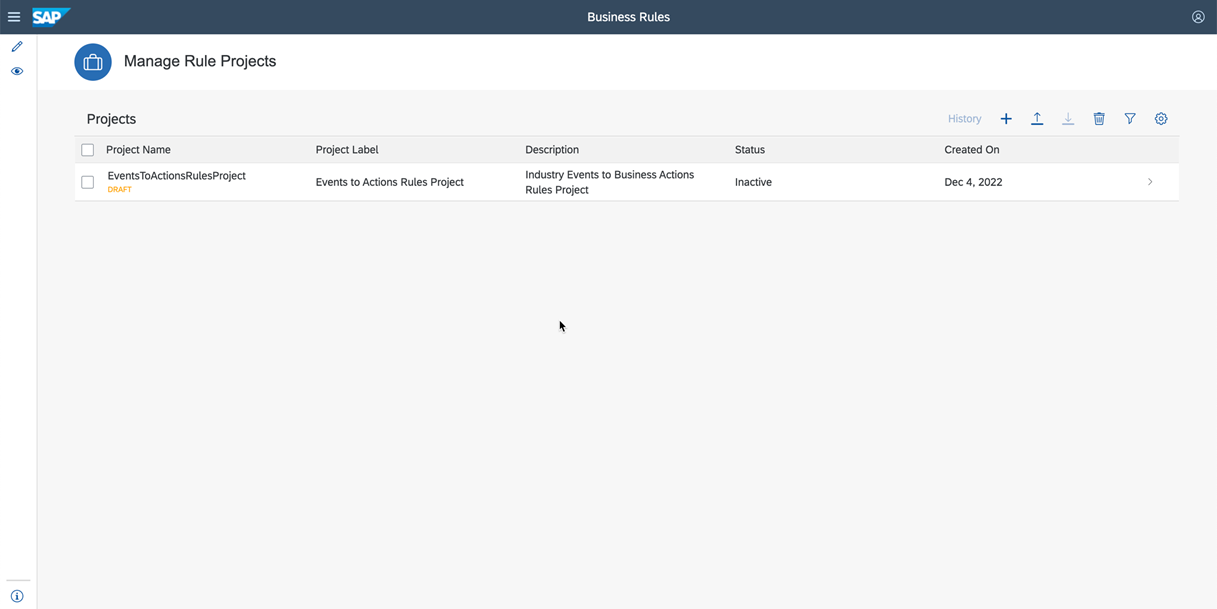 SAP
Business Rules
Manage Rule Projects
Projects
History
Project Name
Project Label
Description
Status
Created On
EventsToActionsRulesProject
DRAFT
Events to Actions Rules Project
Industry Events to Business Actions
Rules Project
Inactive
Dec 4, 2022